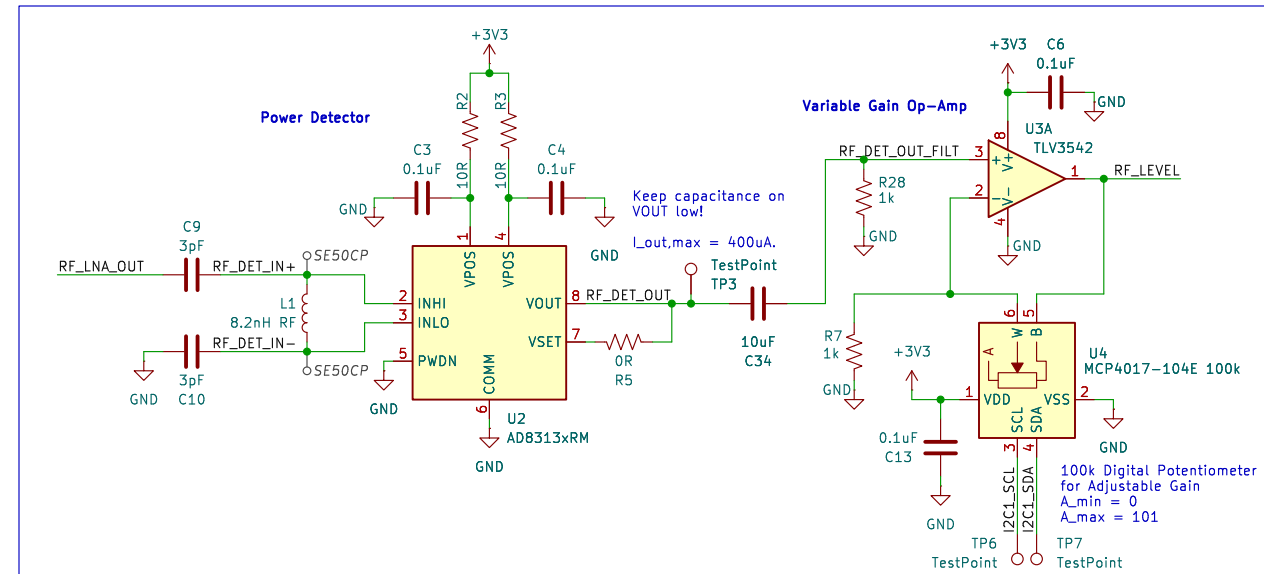 +3V3
R2
R3
10R
10R
Power Detector
C3
0.1uF
C4
0.1uF
GND
GND
Keep capacitance on
VOUT low!
I_out,max = 400uA.
C9
3pF
RF_LNA_OUT
RF_DET_IN+
SE50CP
L1
8.2nH RF
RF_DET_IN-
SE50CP
GND
3pF
C10
1
4
VPOS
VPOS
2
INHI
3
INLO
5
PWDN
COMM
6
VOUT
8
VSET
7
GND
U2
AD8313xRM
GND
RF_DET_OUT
0R
R5
TestPoint
TP3
10uF
C34
Variable Gain Op-Amp
+3V3
C6
0.1uF
GND
U3A
TLV3542
8
V+
3
+
2
-
V-
4
1
RF_LEVEL
GND
RF_DET_OUT_FILT
R28
1k
GND
R7
1k
GND
6
5
W
B
A
U4
MCP4017-104E 100k
+3V3
1
VDD
VSS
2
GND
SCL
SDA
3
4
0.1uF
C13
GND
I2C1_SCL
I2C1_SDA
100k Digital Potentiometer
for Adjustable Gain
A_min = 0
A_max = 101
TP6
TestPoint
TP7
TestPoint